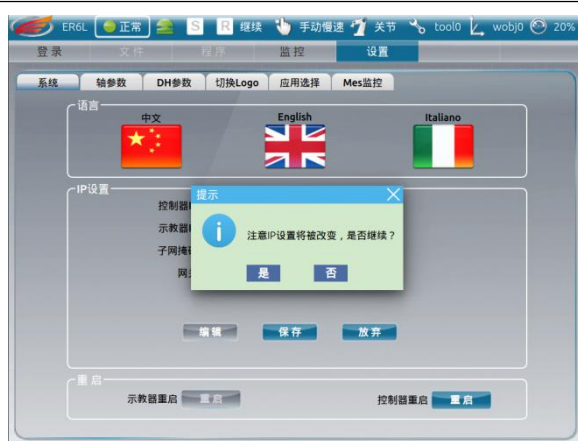 ER6L 正常 S R 继续 手动慢速 关节 tool0 wobj0 20%
登录 文件 程序 监控 设置
系统 轴参数 DH参数 切换Logo 应用选择 Mes监控
语言
中文 English Italiano
IP设置
控制器
示教器
子网掩
提示
注意IP设置将被改变，是否继续？
是 否
编辑 保存 放弃
重启
示教器重启 重启 控制器重启 重启